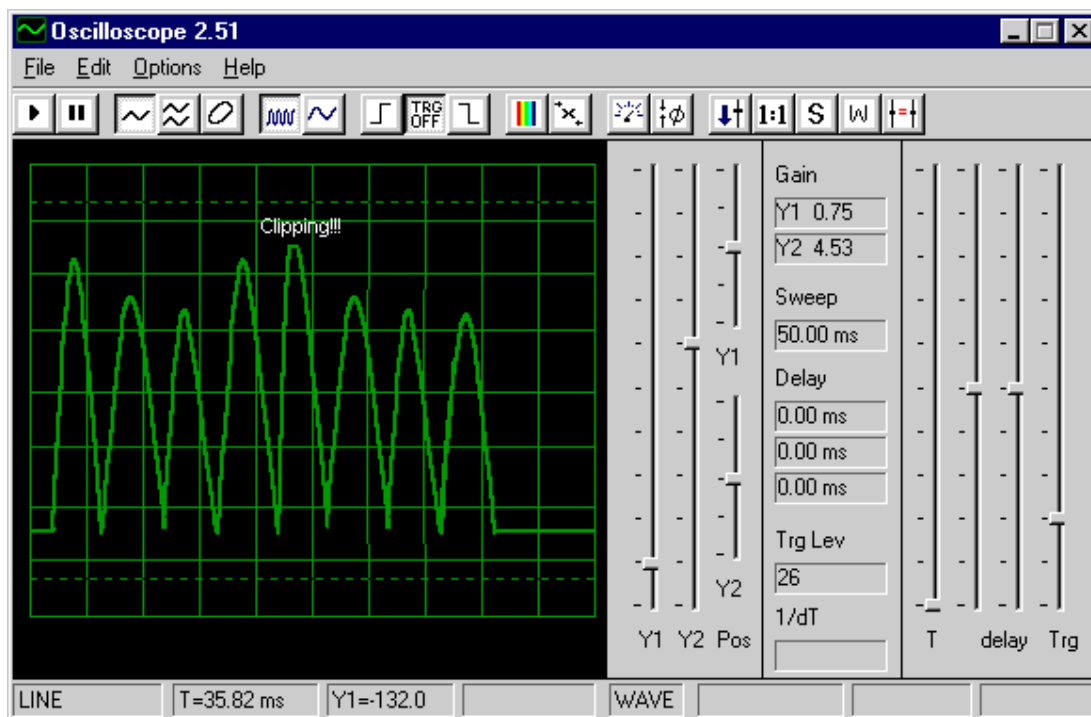 Oscilloscope 2.51
File Edit Options Help
TRG OFF
1:1 S W
Clipping!!!
Gain
Y1 0.75
Y2 4.53
Sweep
50.00 ms
Y1
Delay
0.00 ms
0.00 ms
0.00 ms
Trg Lev
26
Y2
1/dT
Y1 Y2 Pos
T delay Trg
LINE T=35.82 ms Y1=-132.0 WAVE